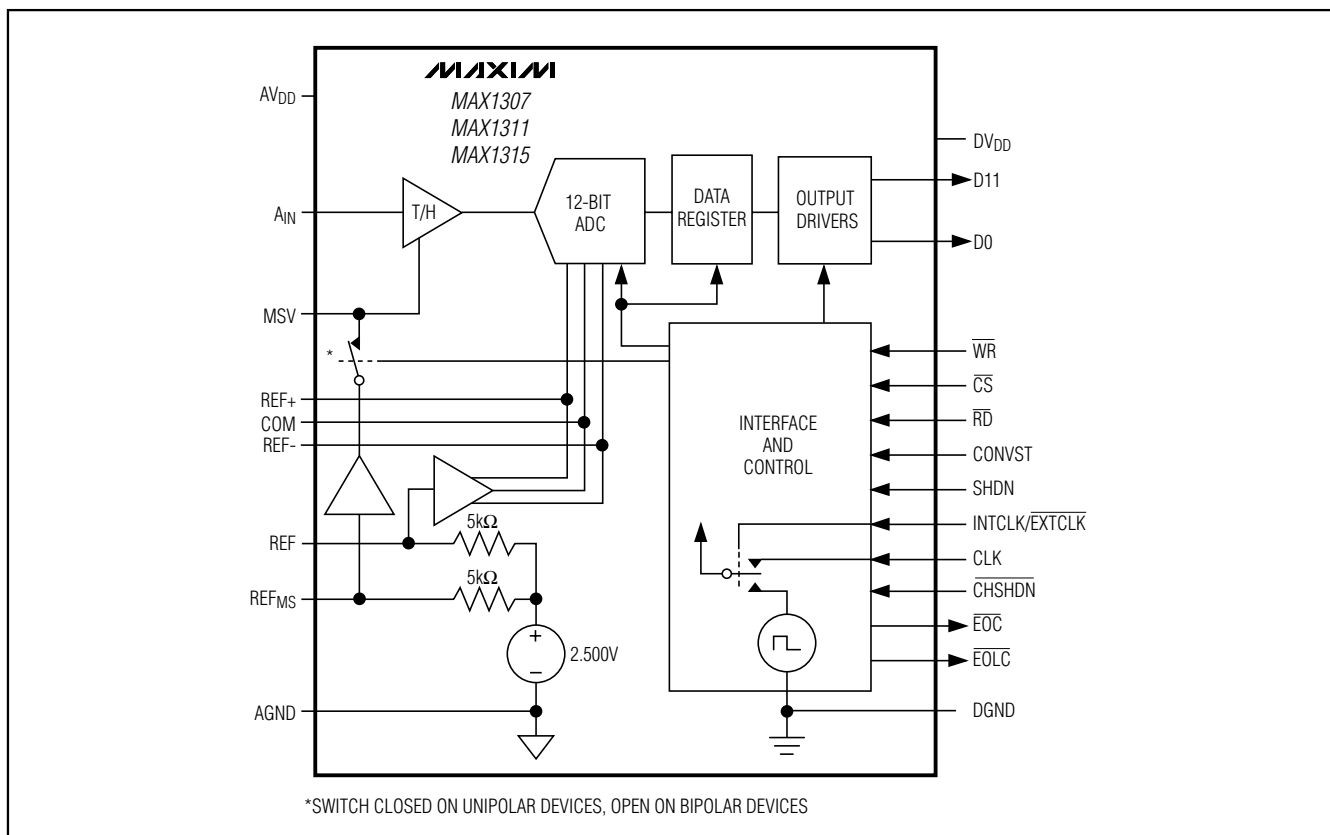 MAXIM
MAX1307
MAX1311
MAX1315
AVDD
DVDD
AIN
T/H
12-BIT
ADC
DATA
REGISTER
OUTPUT
DRIVERS
D11
D0
MSV
*
REF+
COM
REF-
5kΩ
REF
5kΩ
REFMS
+
−
2.500V
AGND
INTERFACE
AND
CONTROL
WR
CS
RD
CONVST
SHDN
INTCLK/EXTCLK
CLK
CHSHDN
EOC
EOLC
DGND
*SWITCH CLOSED ON UNIPOLAR DEVICES, OPEN ON BIPOLAR DEVICES